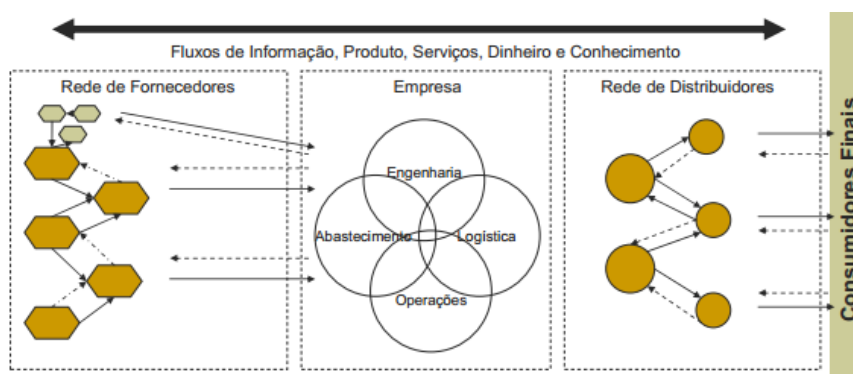 Fluxos de Informação, Produto, Serviços, Dinheiro e Conhecimento
Rede de Fornecedores
Empresa
Rede de Distribuidores
Engenharia
Abastecimento
Logística
Operações
Consumidores Finais